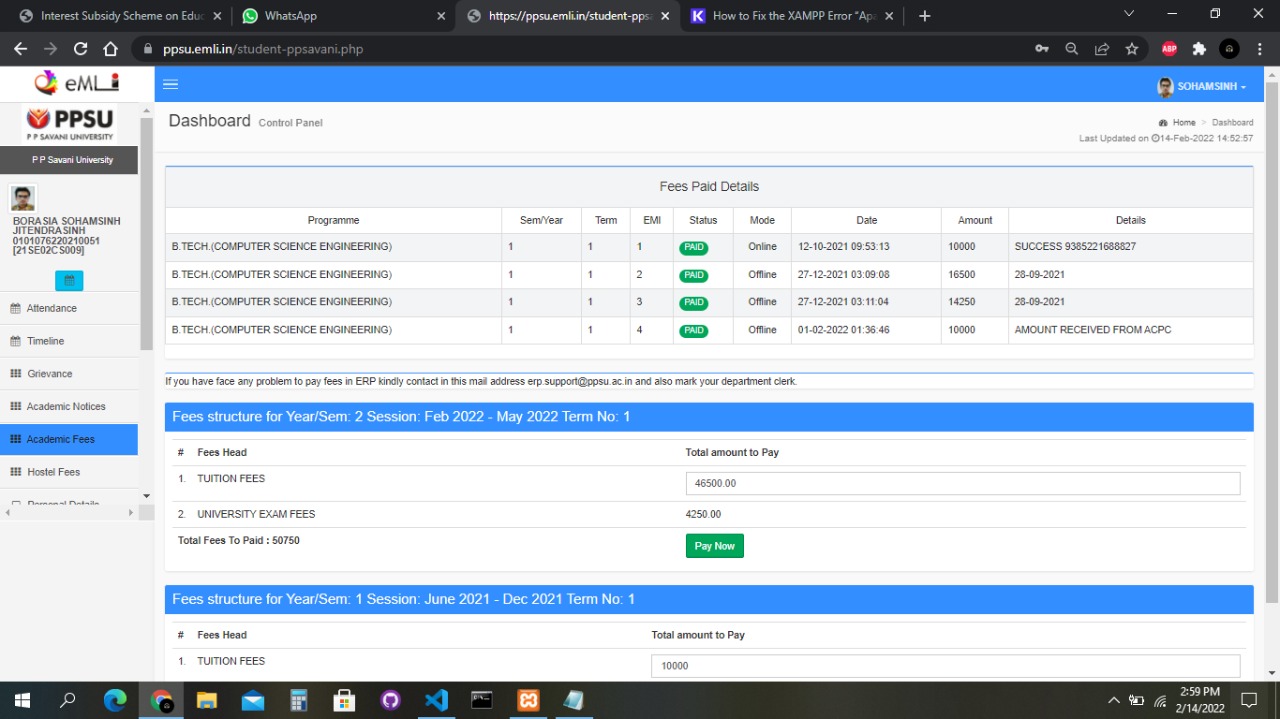 Interest Subsidy Scheme on Educ
WhatsApp
https://ppsu.emli.in/student-ppsa
How to Fix the XAMPP Error "Apa
ppsu.emli.in/student-ppsavani.php
ABP
eMLi
SOHAMSINH
PPSU
P P SAVANI UNIVERSITY
P P Savani University
Dashboard Control Panel
Home > Dashboard
Last Updated on 14-Feb-2022 14:52:57
BORASIA SOHAMSINH
JITENDRASINH
0101076220210051
[21SE02CS009]
Attendance
Timeline
Grievance
Academic Notices
Academic Fees
Hostel Fees
Personal Details
Fees Paid Details
Programme Sem/Year Term EMI Status Mode Date Amount Details
B.TECH.(COMPUTER SCIENCE ENGINEERING) 1 1 1 PAID Online 12-10-2021 09:53:13 10000 SUCCESS 9385221688827
B.TECH.(COMPUTER SCIENCE ENGINEERING) 1 1 2 PAID Offline 27-12-2021 03:09:08 16500 28-09-2021
B.TECH.(COMPUTER SCIENCE ENGINEERING) 1 1 3 PAID Offline 27-12-2021 03:11:04 14250 28-09-2021
B.TECH.(COMPUTER SCIENCE ENGINEERING) 1 1 4 PAID Offline 01-02-2022 01:36:46 10000 AMOUNT RECEIVED FROM ACPC
If you have face any problem to pay fees in ERP kindly contact in this mail address erp.support@ppsu.ac.in and also mark your department clerk.
Fees structure for Year/Sem: 2 Session: Feb 2022 - May 2022 Term No: 1
# Fees Head Total amount to Pay
1. TUITION FEES 46500.00
2. UNIVERSITY EXAM FEES 4250.00
Total Fees To Paid : 50750 Pay Now
Fees structure for Year/Sem: 1 Session: June 2021 - Dec 2021 Term No: 1
# Fees Head Total amount to Pay
1. TUITION FEES 10000
2:59 PM
2/14/2022